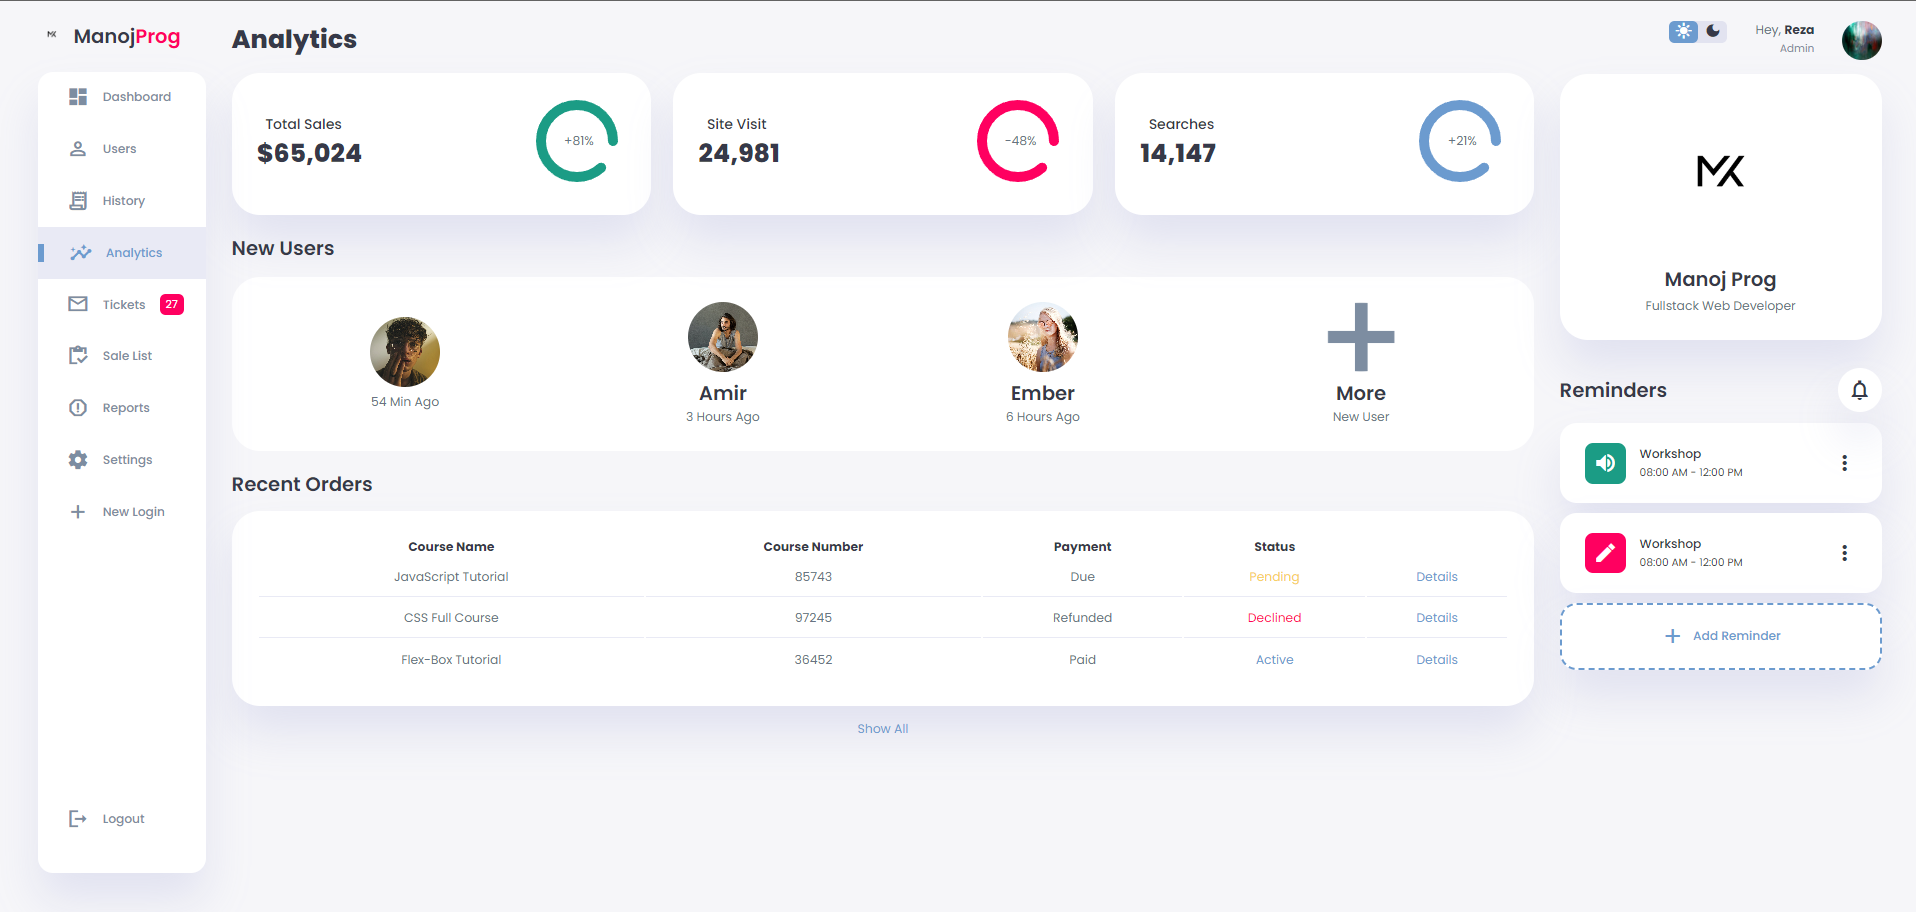 MK
ManojProg
Dashboard
Users
History
Analytics
Tickets 27
Sale List
Reports
Settings
New Login
Logout
Analytics
Total Sales
$65,024
+81%
Site Visit
24,981
-48%
Searches
14,147
+21%
New Users
54 Min Ago
Amir
3 Hours Ago
Ember
6 Hours Ago
More
New User
Recent Orders
Course Name Course Number Payment Status
JavaScript Tutorial 85743 Due Pending Details
CSS Full Course 97245 Refunded Declined Details
Flex-Box Tutorial 36452 Paid Active Details
Show All
Hey, Reza
Admin
MK
Manoj Prog
Fullstack Web Developer
Reminders
Workshop
08:00 AM - 12:00 PM
Workshop
08:00 AM - 12:00 PM
Add Reminder